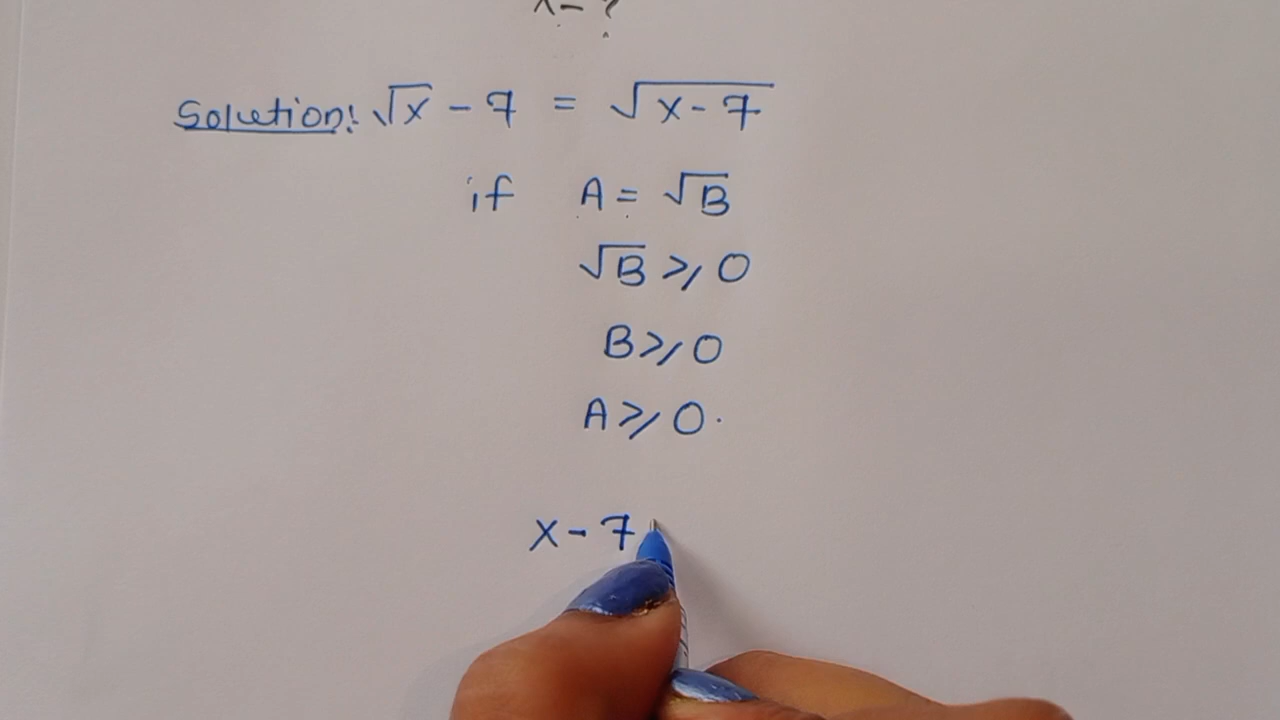 x = ?
Solution: √x - 7 = √(x - 7)
if A = √B
√B ⩾ 0
B ⩾ 0
A ⩾ 0.
x - 7